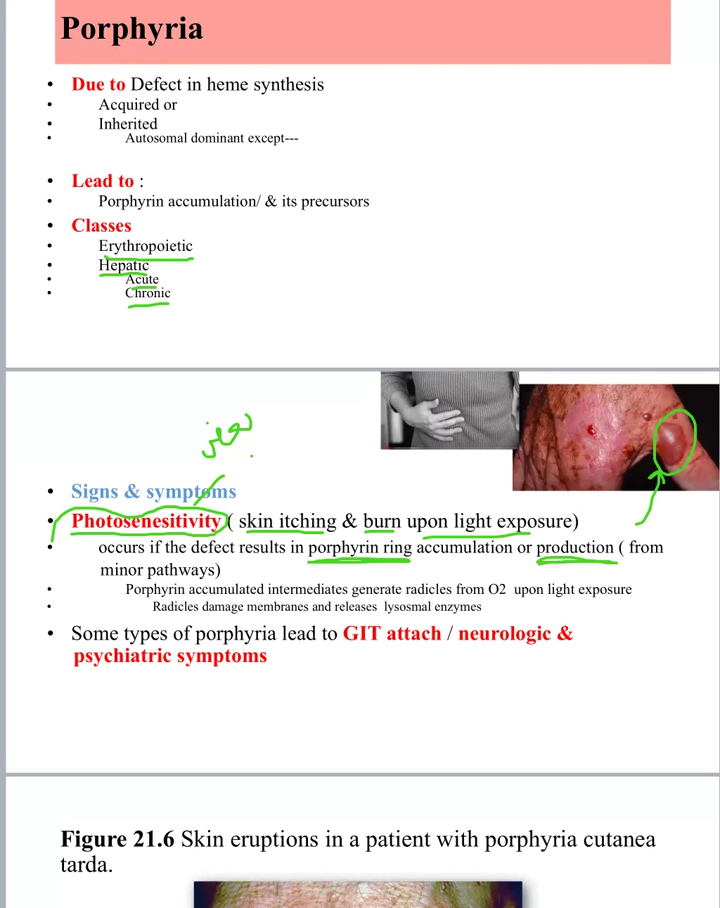 Porphyria
• Due to Defect in heme synthesis
• Acquired or
• Inherited
• Autosomal dominant except---
• Lead to :
• Porphyrin accumulation/ & its precursors
• Classes
• Erythropoietic
• Hepatic
• Acute
• Chronic
• Signs & symptoms
• Photosenesitivity ( skin itching & burn upon light exposure)
• occurs if the defect results in porphyrin ring accumulation or production ( from
minor pathways)
• Porphyrin accumulated intermediates generate radicles from O2 upon light exposure
• Radicles damage membranes and releases lysosmal enzymes
• Some types of porphyria lead to GIT attach / neurologic &
psychiatric symptoms
Figure 21.6 Skin eruptions in a patient with porphyria cutanea
tarda.